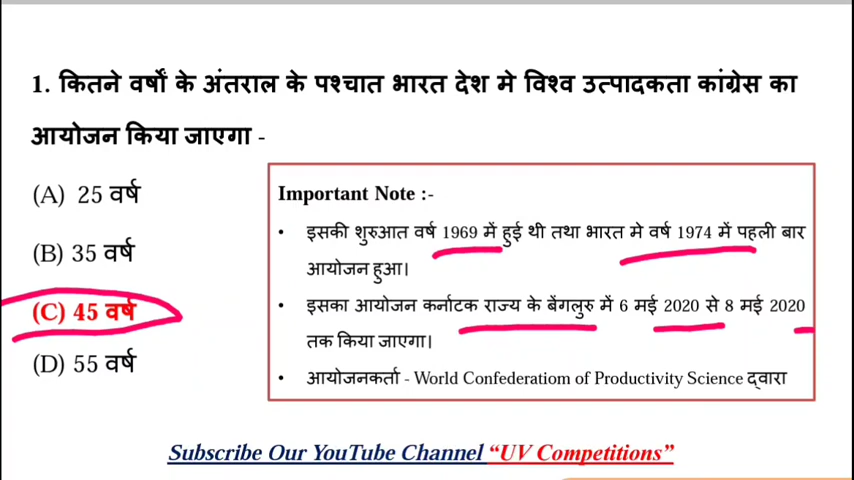 1. कितने वर्षों के अंतराल के पश्चात भारत देश मे विश्व उत्पादकता कांग्रेस का
आयोजन किया जाएगा -
(A) 25 वर्ष
(B) 35 वर्ष
(C) 45 वर्ष
(D) 55 वर्ष
Important Note :-
• इसकी शुरुआत वर्ष 1969 में हुई थी तथा भारत मे वर्ष 1974 में पहली बार
आयोजन हुआ।
• इसका आयोजन कर्नाटक राज्य के बेंगलुरु में 6 मई 2020 से 8 मई 2020
तक किया जाएगा।
• आयोजनकर्ता - World Confederatiom of Productivity Science द्वारा
Subscribe Our YouTube Channel “UV Competitions”